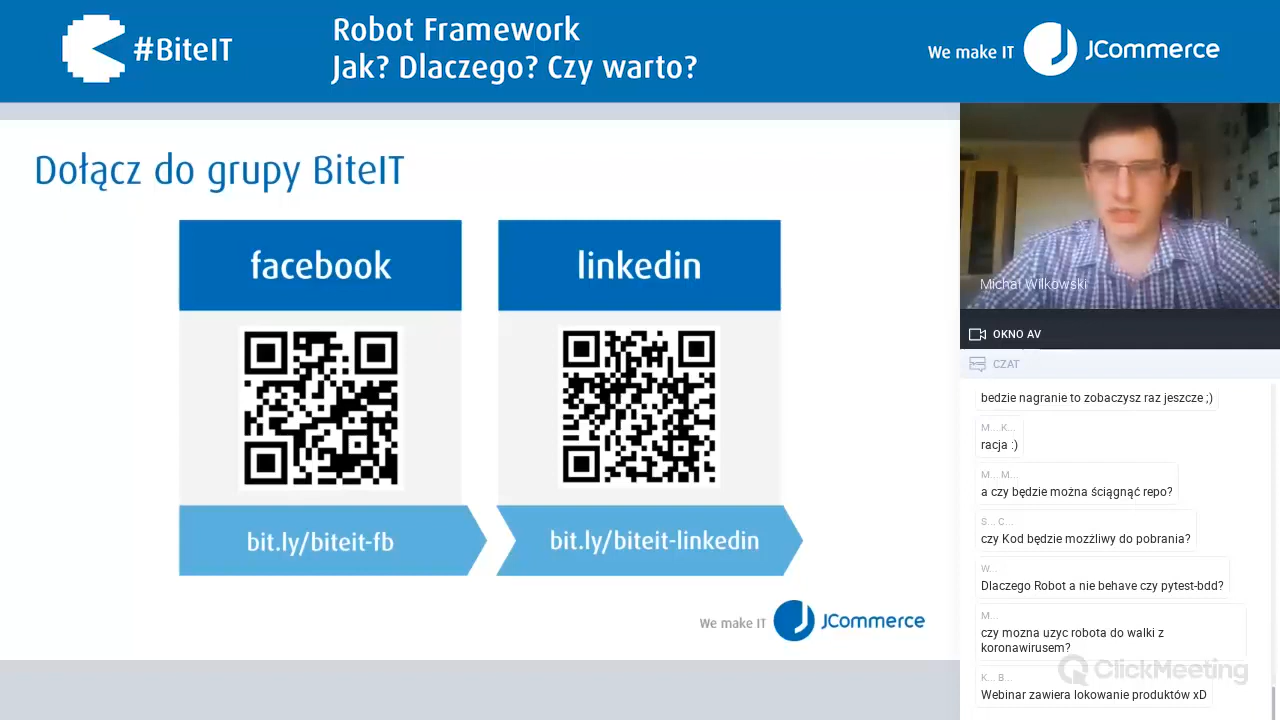 #BiteIT
Robot Framework
Jak? Dlaczego? Czy warto?
We make IT JCommerce
Dołącz do grupy BiteIT
facebook
linkedin
bit.ly/biteit-fb
bit.ly/biteit-linkedin
We make IT JCommerce
Michał Wilkowski
OKNO AV
CZAT
bedzie nagranie to zobaczysz raz jeszcze ;)
M... K...
racja :)
M... M...
a czy będzie można ściągnąć repo?
S... C...
czy Kod będzie mozżliwy do pobrania?
W...
Dlaczego Robot a nie behave czy pytest-bdd?
M...
czy mozna uzyc robota do walki z
koronawirusem?
ClickMeeting
K... B...
Webinar zawiera lokowanie produktów xD